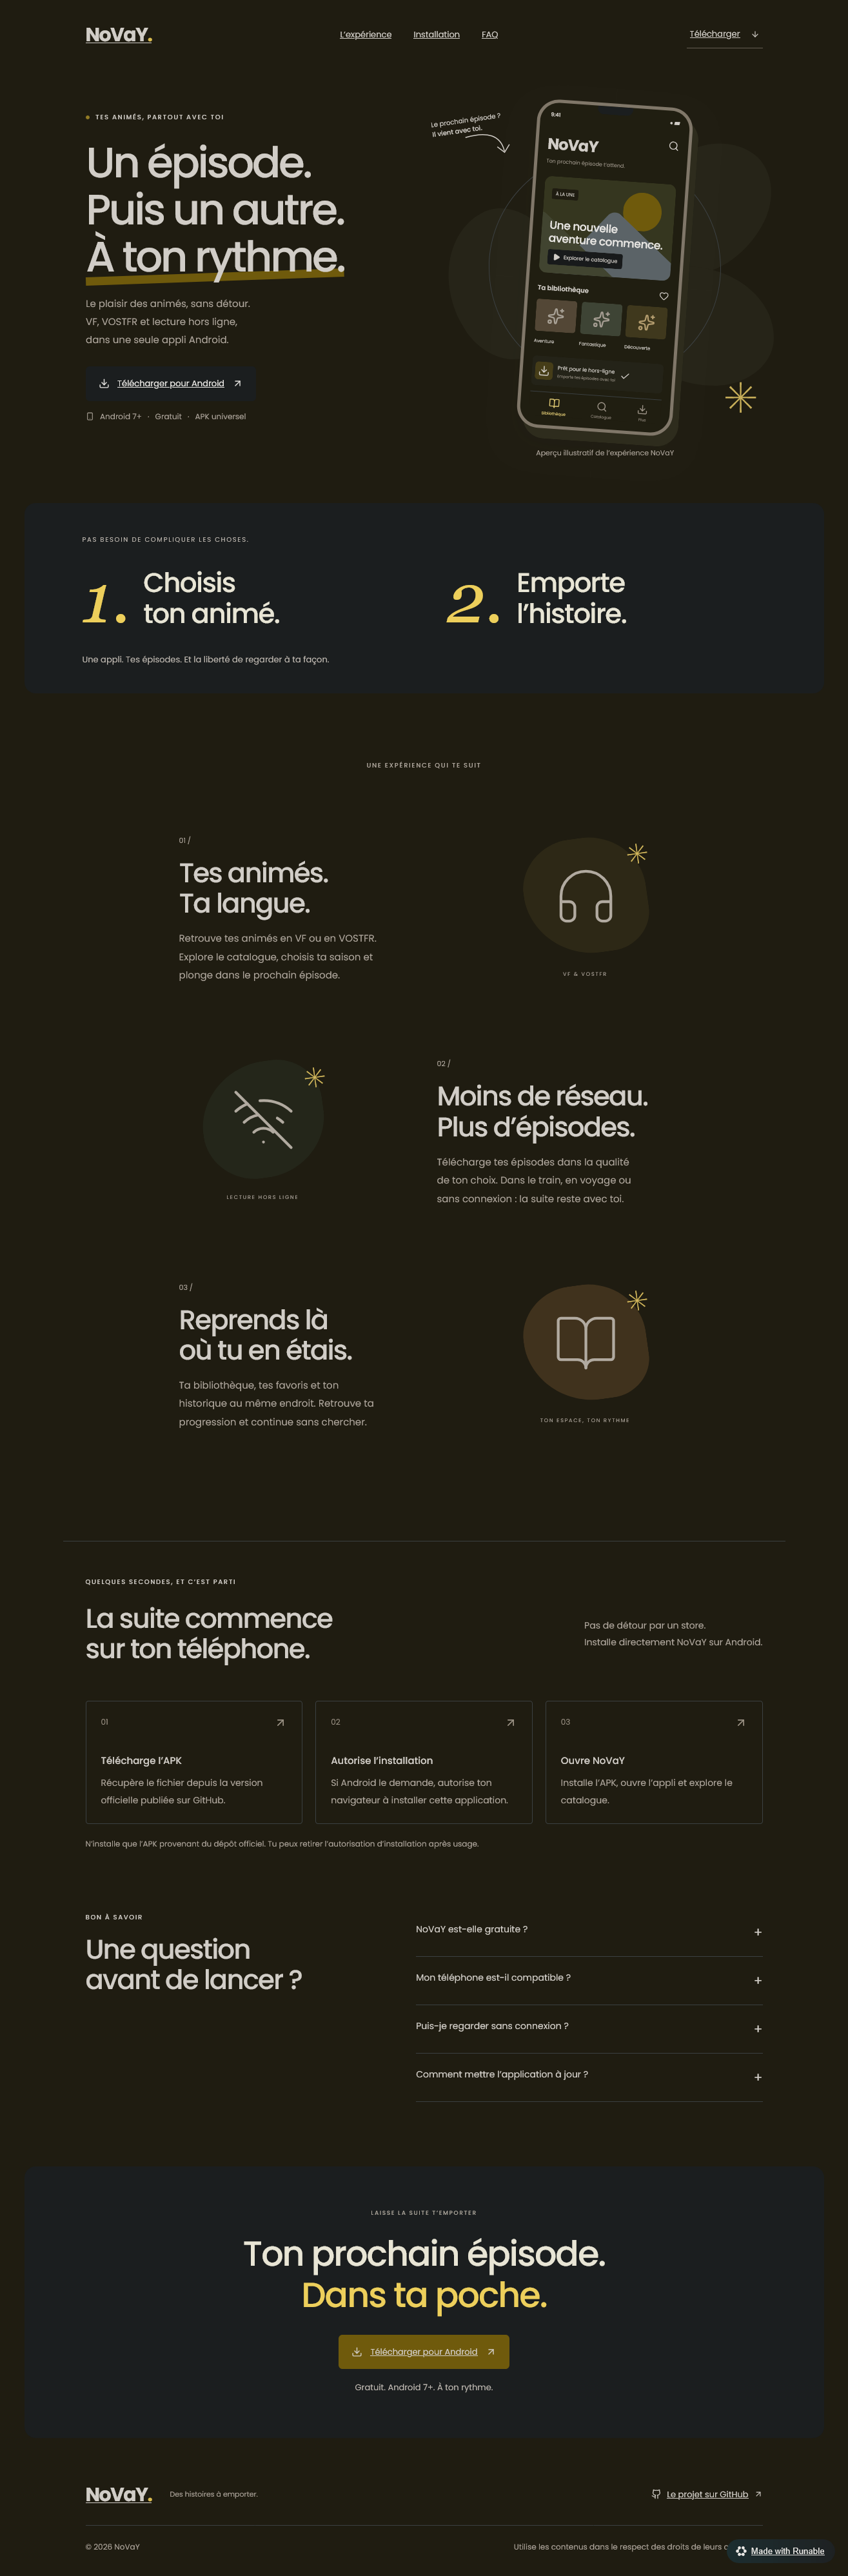 NoVaY.
L’expérience
Installation
FAQ
Télécharger
TES ANIMÉS, PARTOUT AVEC TOI
Un épisode.
Puis un autre.
À ton rythme.
Le plaisir des animés, sans détour.
VF, VOSTFR et lecture hors ligne,
dans une seule appli Android.
Télécharger pour Android
Android 7+ · Gratuit · APK universel
Le prochain épisode ?
Il vient avec toi.
9:41
NoVaY
Ton prochain épisode t’attend.
À LA UNE
Une nouvelle
aventure commence.
Explorer le catalogue
Ta bibliothèque
Aventure
Fantastique
Découverte
Prêt pour le hors-ligne
Emporte tes épisodes avec toi
Bibliothèque
Catalogue
Plus
Aperçu illustratif de l’expérience NoVaY
PAS BESOIN DE COMPLIQUER LES CHOSES.
1.
Choisis
ton animé.
2.
Emporte
l’histoire.
Une appli. Tes épisodes. Et la liberté de regarder à ta façon.
UNE EXPÉRIENCE QUI TE SUIT
01 /
Tes animés.
Ta langue.
Retrouve tes animés en VF ou en VOSTFR.
Explore le catalogue, choisis ta saison et
plonge dans le prochain épisode.
VF & VOSTFR
02 /
Moins de réseau.
Plus d’épisodes.
Télécharge tes épisodes dans la qualité
de ton choix. Dans le train, en voyage ou
sans connexion : la suite reste avec toi.
LECTURE HORS LIGNE
03 /
Reprends là
où tu en étais.
Ta bibliothèque, tes favoris et ton
historique au même endroit. Retrouve ta
progression et continue sans chercher.
TON ESPACE, TON RYTHME
QUELQUES SECONDES, ET C’EST PARTI
La suite commence
sur ton téléphone.
Pas de détour par un store.
Installe directement NoVaY sur Android.
01
Télécharge l’APK
Récupère le fichier depuis la version
officielle publiée sur GitHub.
02
Autorise l’installation
Si Android le demande, autorise ton
navigateur à installer cette application.
03
Ouvre NoVaY
Installe l’APK, ouvre l’appli et explore le
catalogue.
N’installe que l’APK provenant du dépôt officiel. Tu peux retirer l’autorisation d’installation après usage.
BON À SAVOIR
Une question
avant de lancer ?
NoVaY est-elle gratuite ?
Mon téléphone est-il compatible ?
Puis-je regarder sans connexion ?
Comment mettre l’application à jour ?
LAISSE LA SUITE T’EMPORTER
Ton prochain épisode.
Dans ta poche.
Télécharger pour Android
Gratuit. Android 7+. À ton rythme.
NoVaY.
Des histoires à emporter.
Le projet sur GitHub
© 2026 NoVaY
Utilise les contenus dans le respect des droits de leurs
Made with Runable